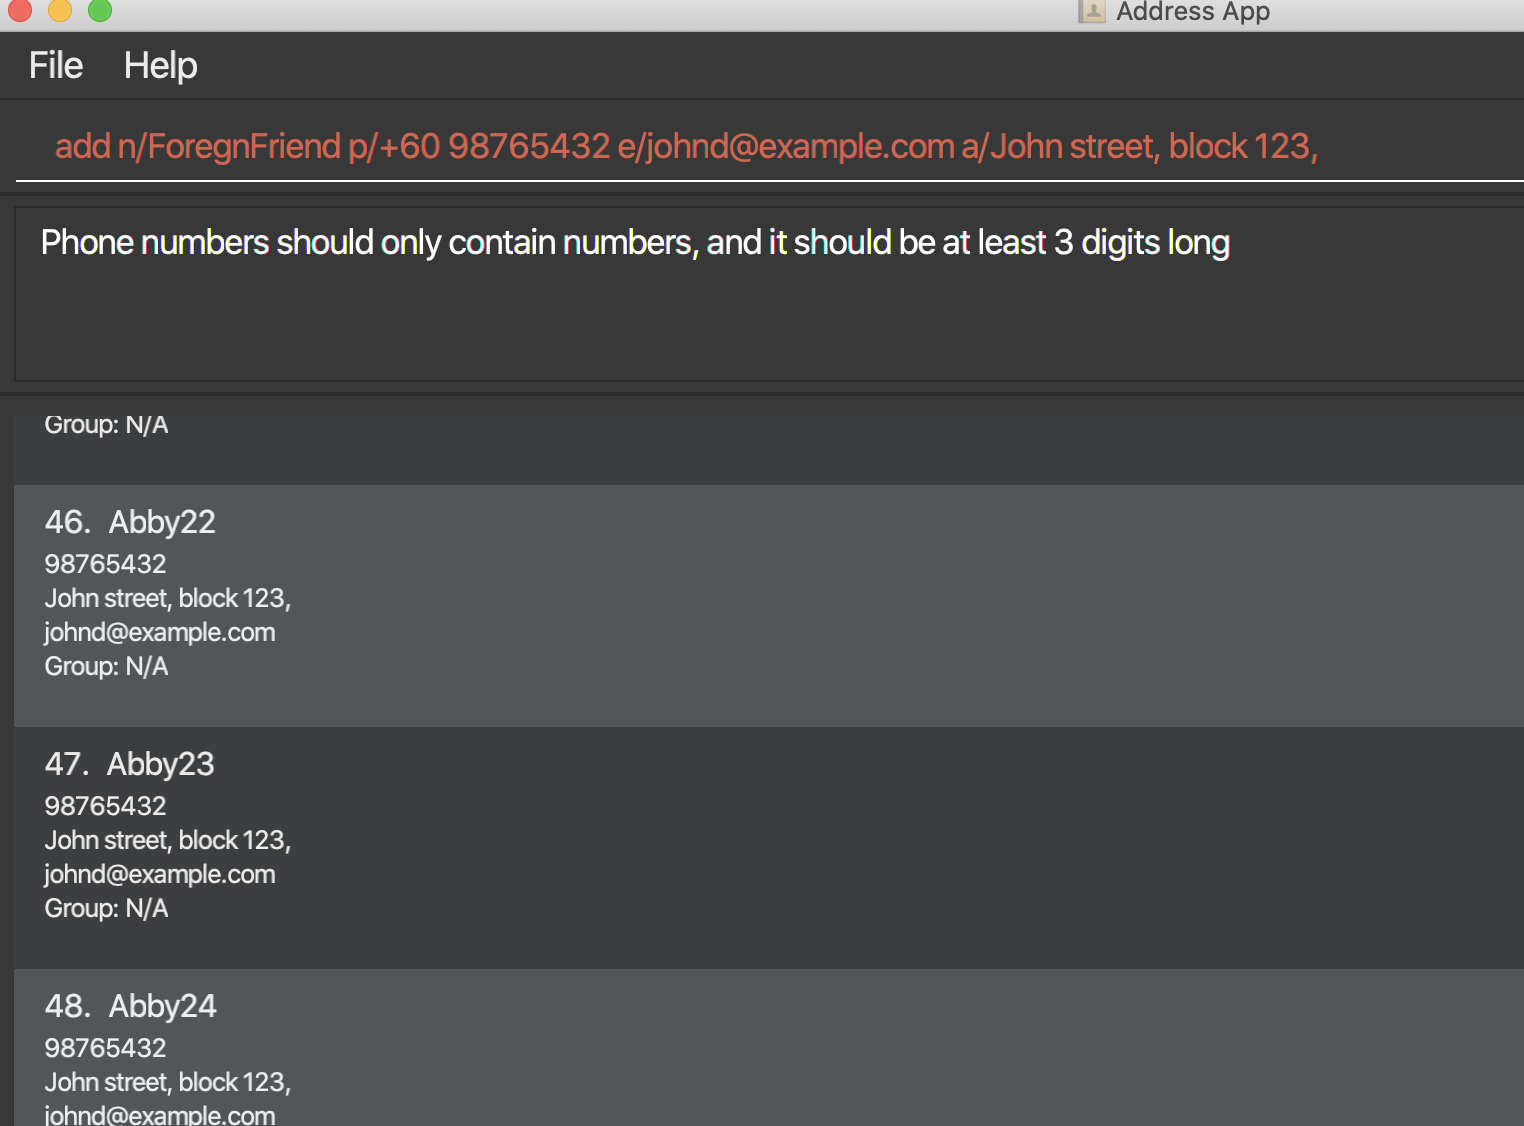 Address App
File Help
add n/ForegnFriend p/+60 98765432 e/johnd@example.com a/John street, block 123,
Phone numbers should only contain numbers, and it should be at least 3 digits long
Group: N/A
46. Abby22
98765432
John street, block 123,
johnd@example.com
Group: N/A
47. Abby23
98765432
John street, block 123,
johnd@example.com
Group: N/A
48. Abby24
98765432
John street, block 123,
johnd@example.com